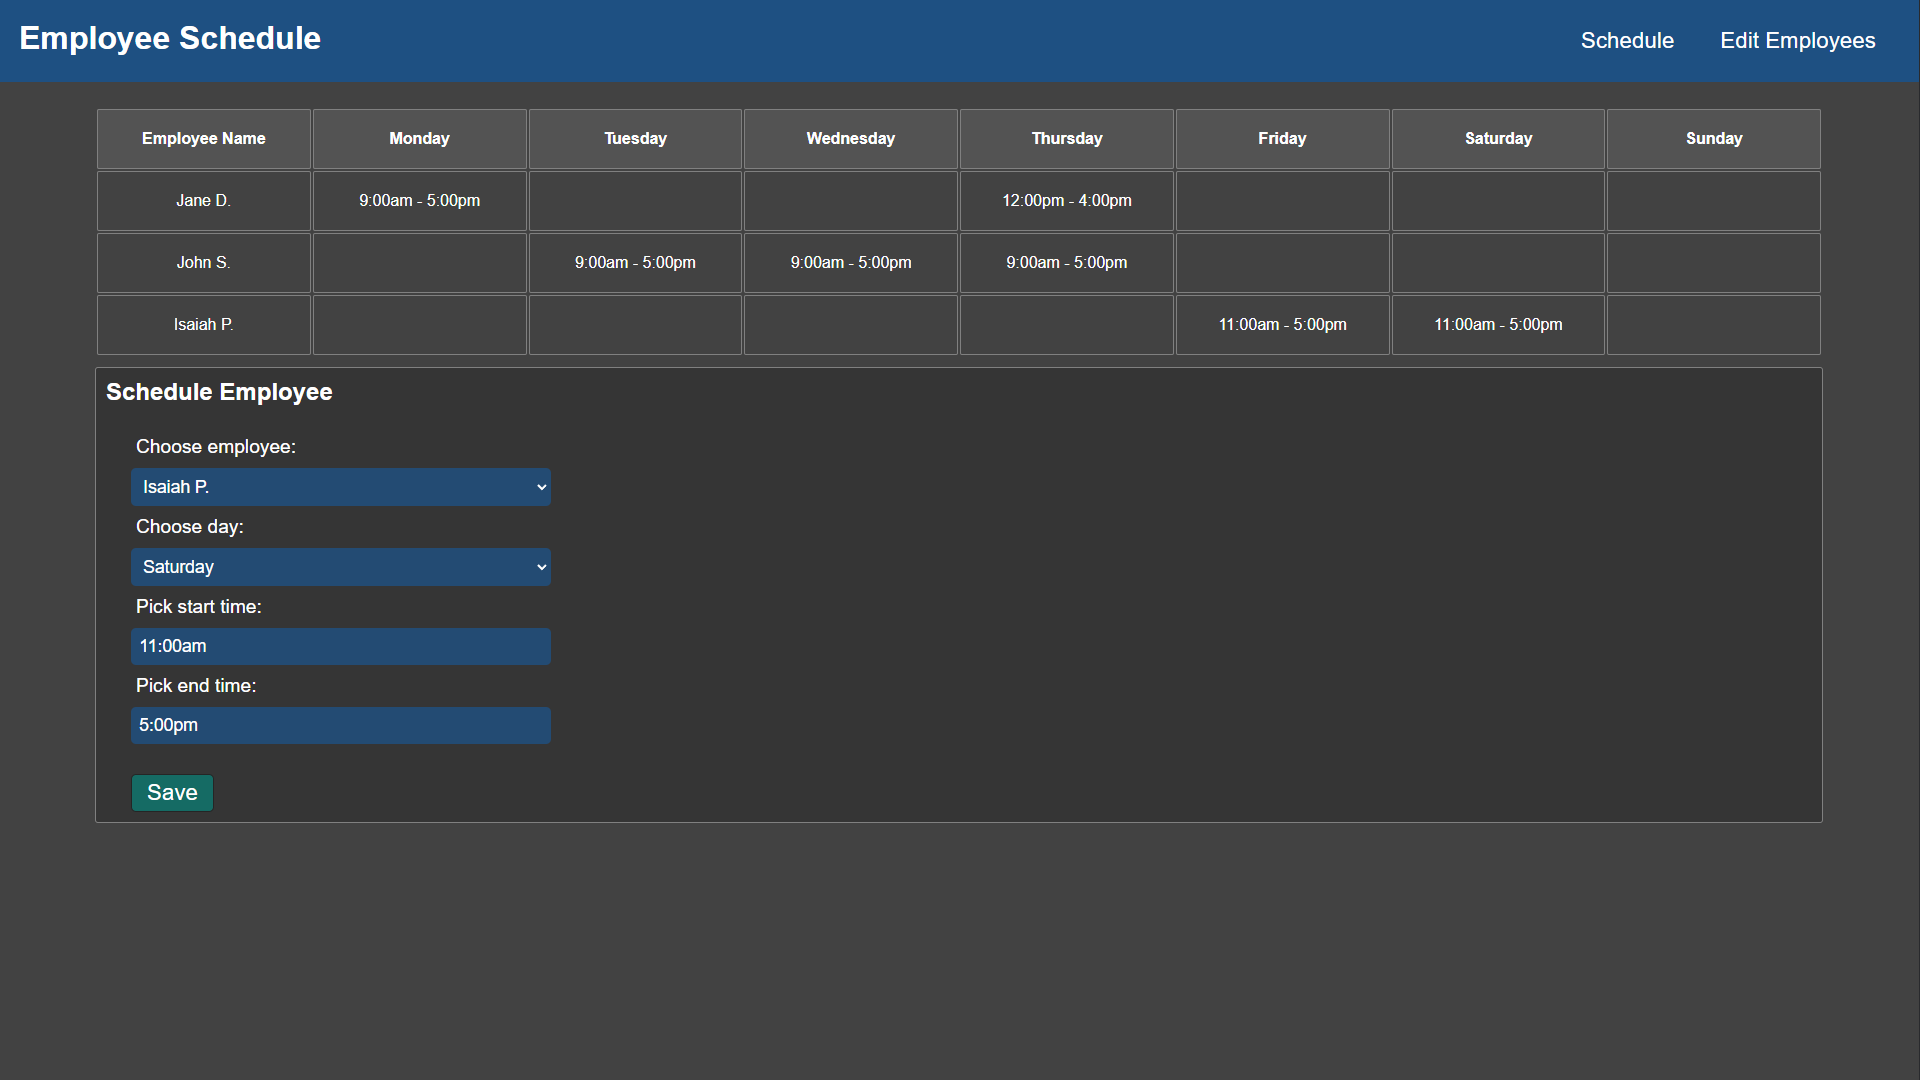 Employee Schedule
Schedule
Edit Employees
Employee Name Monday Tuesday Wednesday Thursday Friday Saturday Sunday
Jane D. 9:00am - 5:00pm 12:00pm - 4:00pm
John S. 9:00am - 5:00pm 9:00am - 5:00pm 9:00am - 5:00pm
Isaiah P. 11:00am - 5:00pm 11:00am - 5:00pm
Schedule Employee
Choose employee:
Isaiah P.
Choose day:
Saturday
Pick start time:
11:00am
Pick end time:
5:00pm
Save